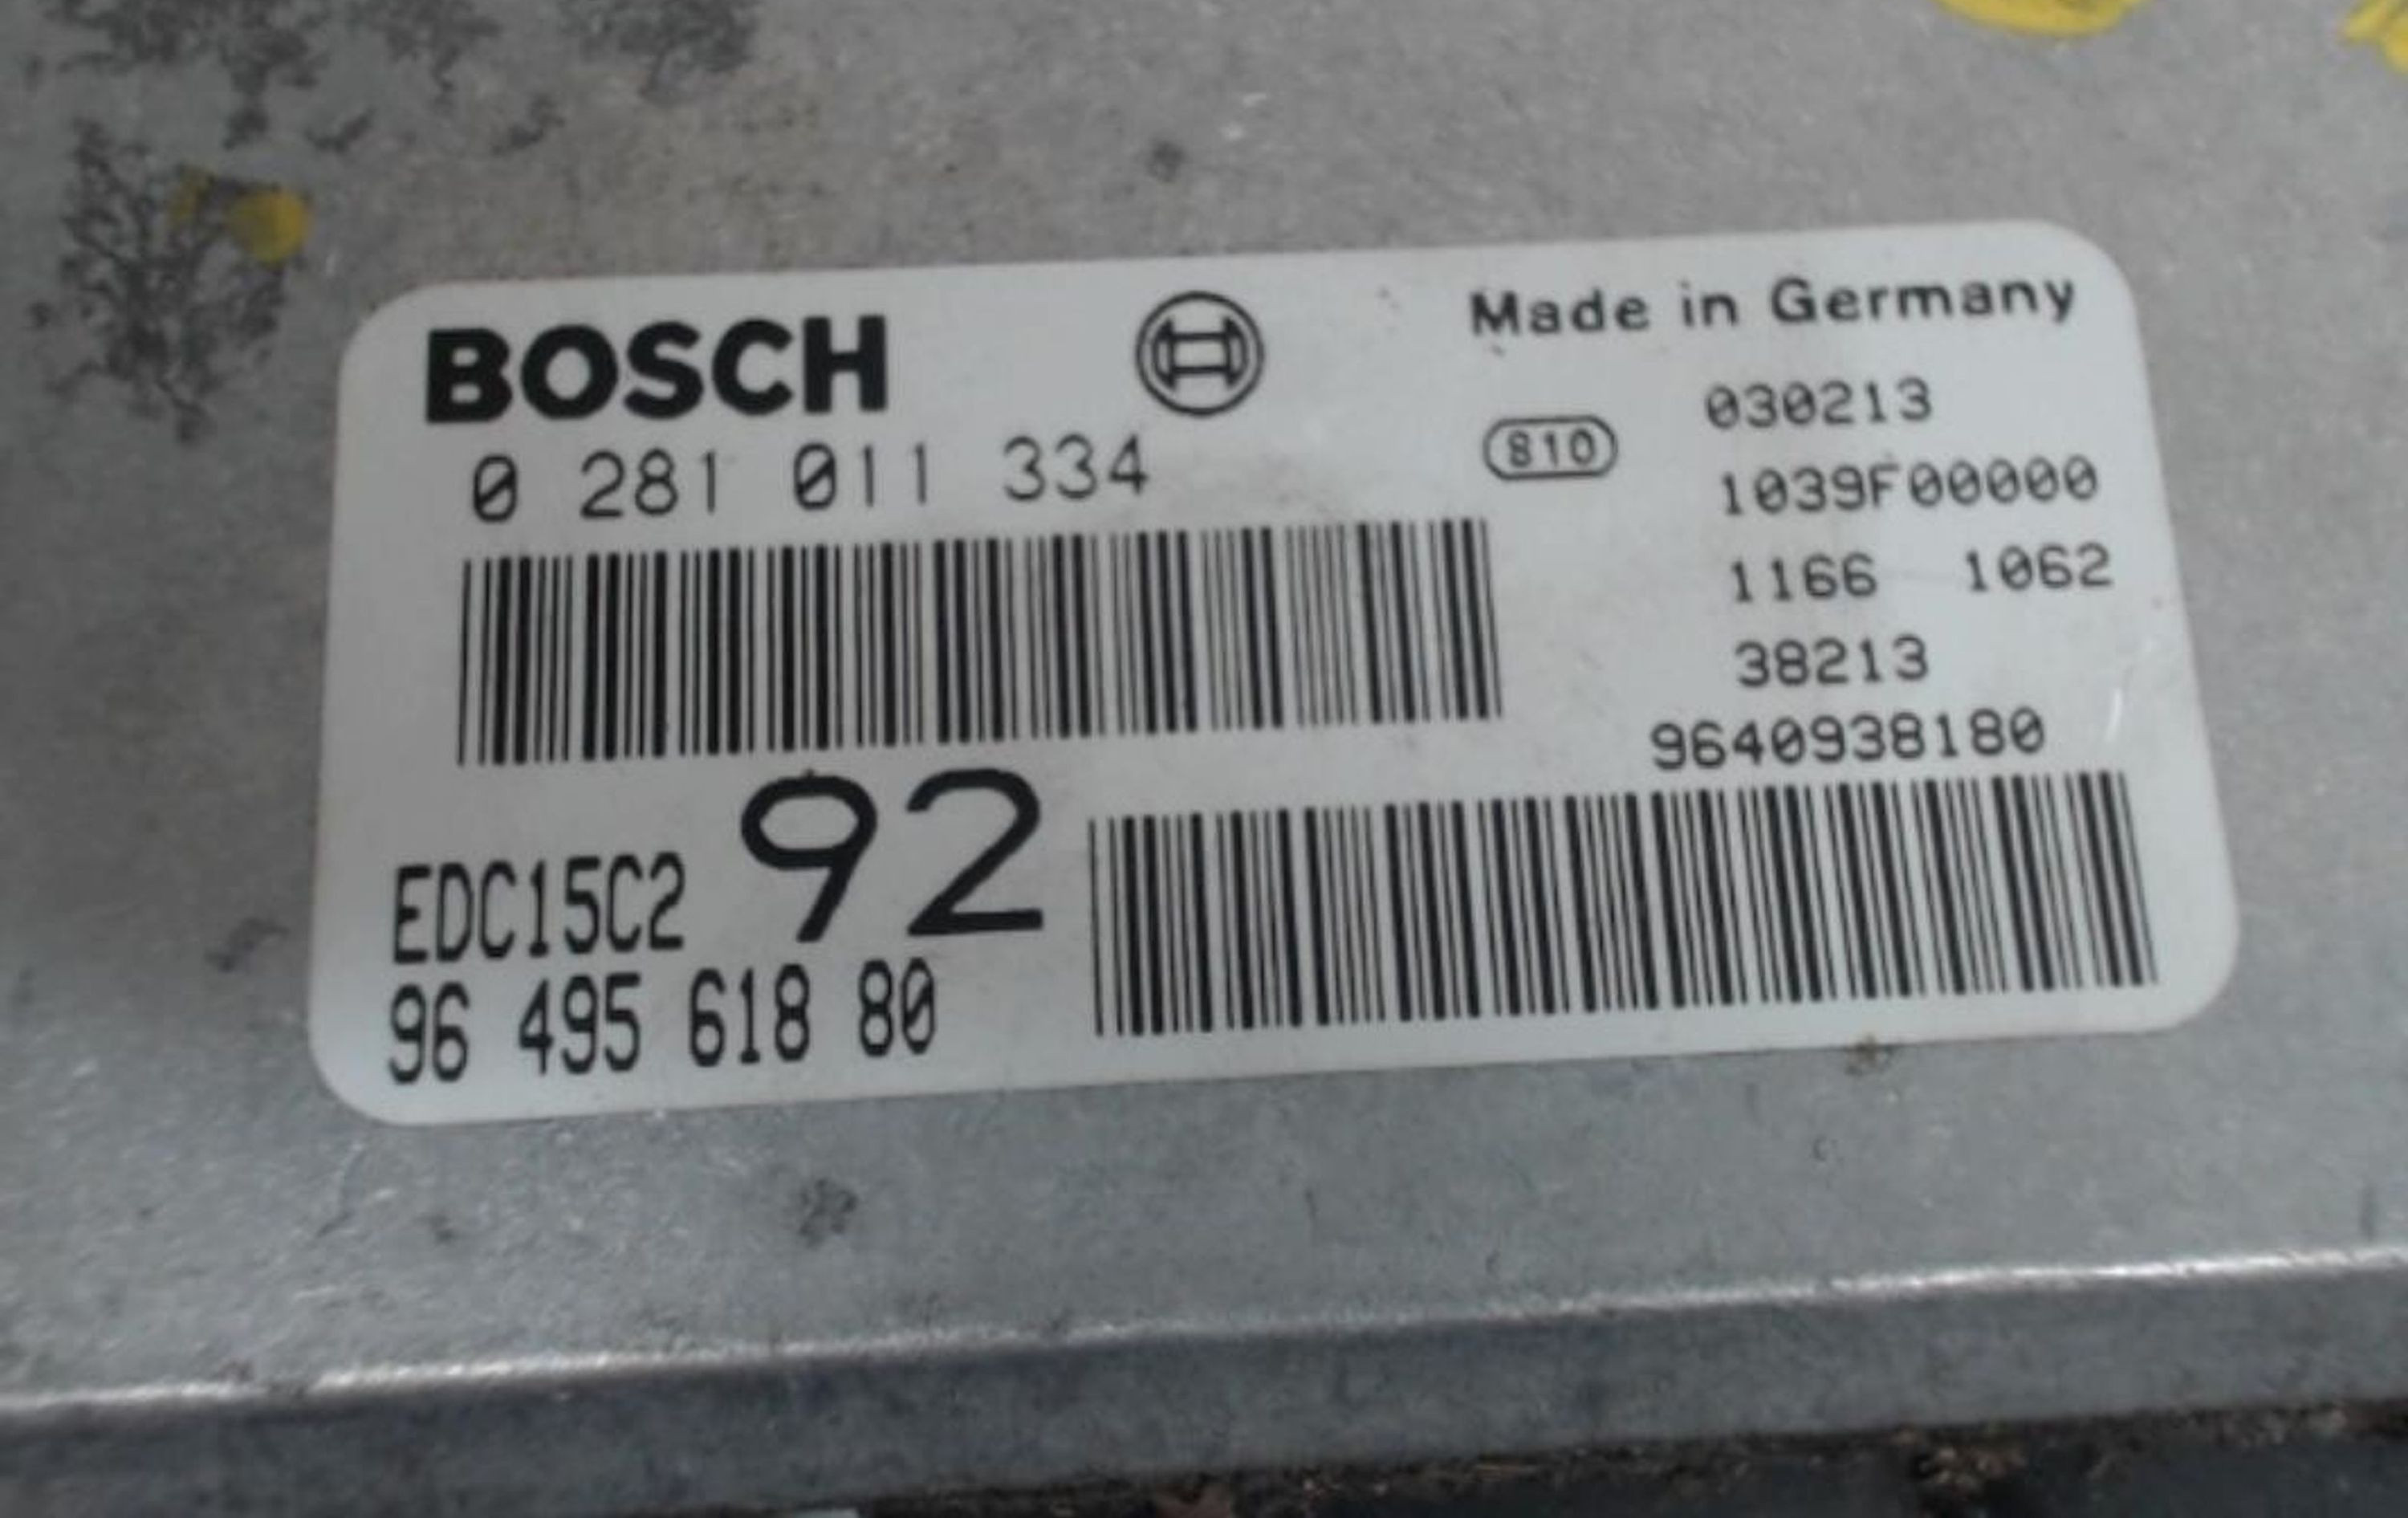 BOSCH
Made in Germany
0 281 011 334
810
030213
1039F00000
1166 1062
38213
9640938180
EDC15C2 92
96 495 618 80